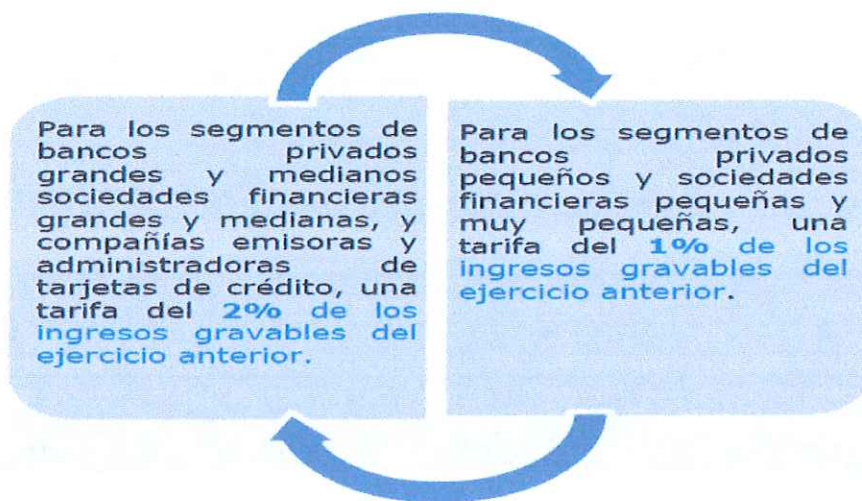 Para los segmentos de
bancos privados
grandes y medianos
sociedades financieras
grandes y medianas, y
compañías emisoras y
administradoras de
tarjetas de crédito, una
tarifa del 2% de los
ingresos gravables del
ejercicio anterior.
Para los segmentos de
bancos privados
pequeños y sociedades
financieras pequeñas y
muy pequeñas, una
tarifa del 1% de los
ingresos gravables del
ejercicio anterior.